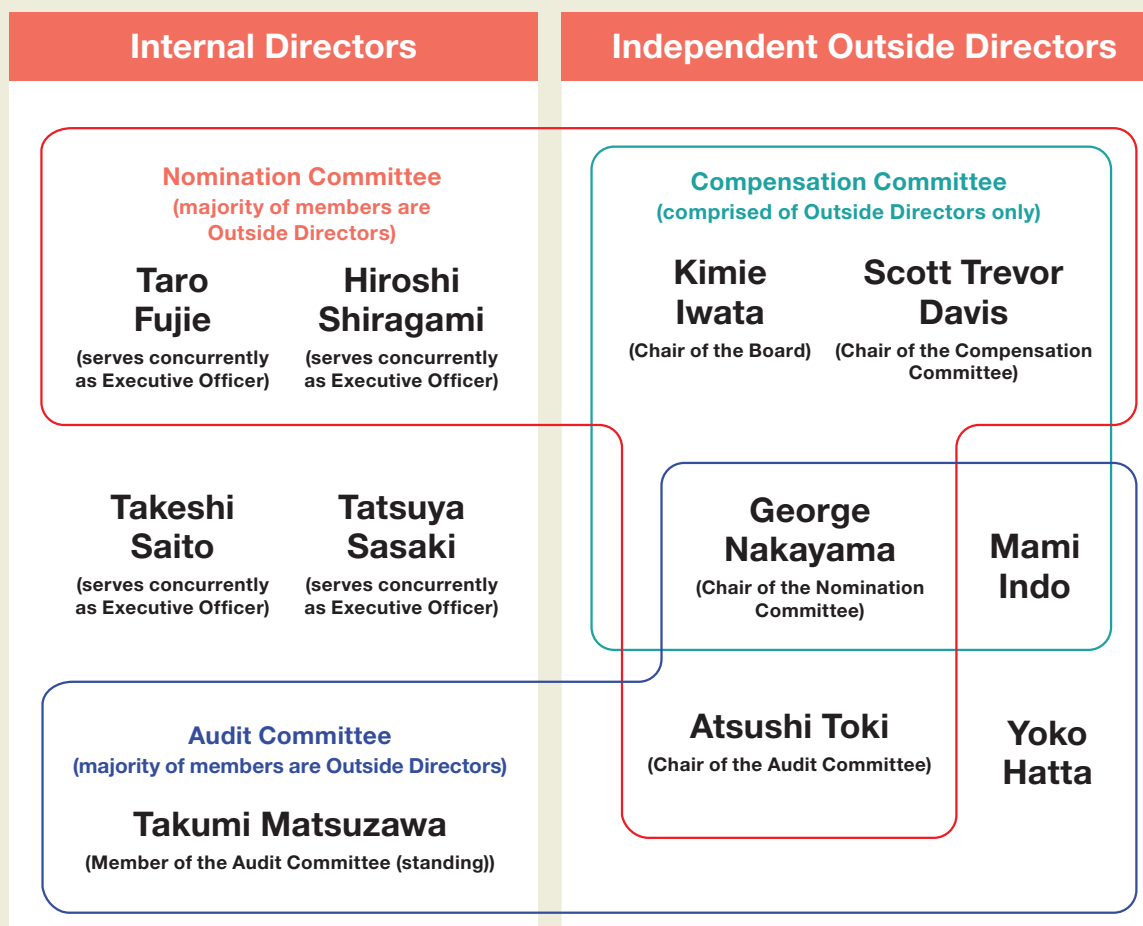 Internal Directors
Independent Outside Directors
Nomination Committee
(majority of members are
Outside Directors)
Taro
Fujie
(serves concurrently
as Executive Officer)
Hiroshi
Shiragami
(serves concurrently
as Executive Officer)
Compensation Committee
(comprised of Outside Directors only)
Kimie
Iwata
(Chair of the Board)
Scott Trevor
Davis
(Chair of the Compensation
Committee)
Takeshi
Saito
(serves concurrently
as Executive Officer)
Tatsuya
Sasaki
(serves concurrently
as Executive Officer)
George
Nakayama
(Chair of the Nomination
Committee)
Mami
Indo
Audit Committee
(majority of members are Outside Directors)
Takumi Matsuzawa
(Member of the Audit Committee (standing))
Atsushi Toki
(Chair of the Audit Committee)
Yoko
Hatta